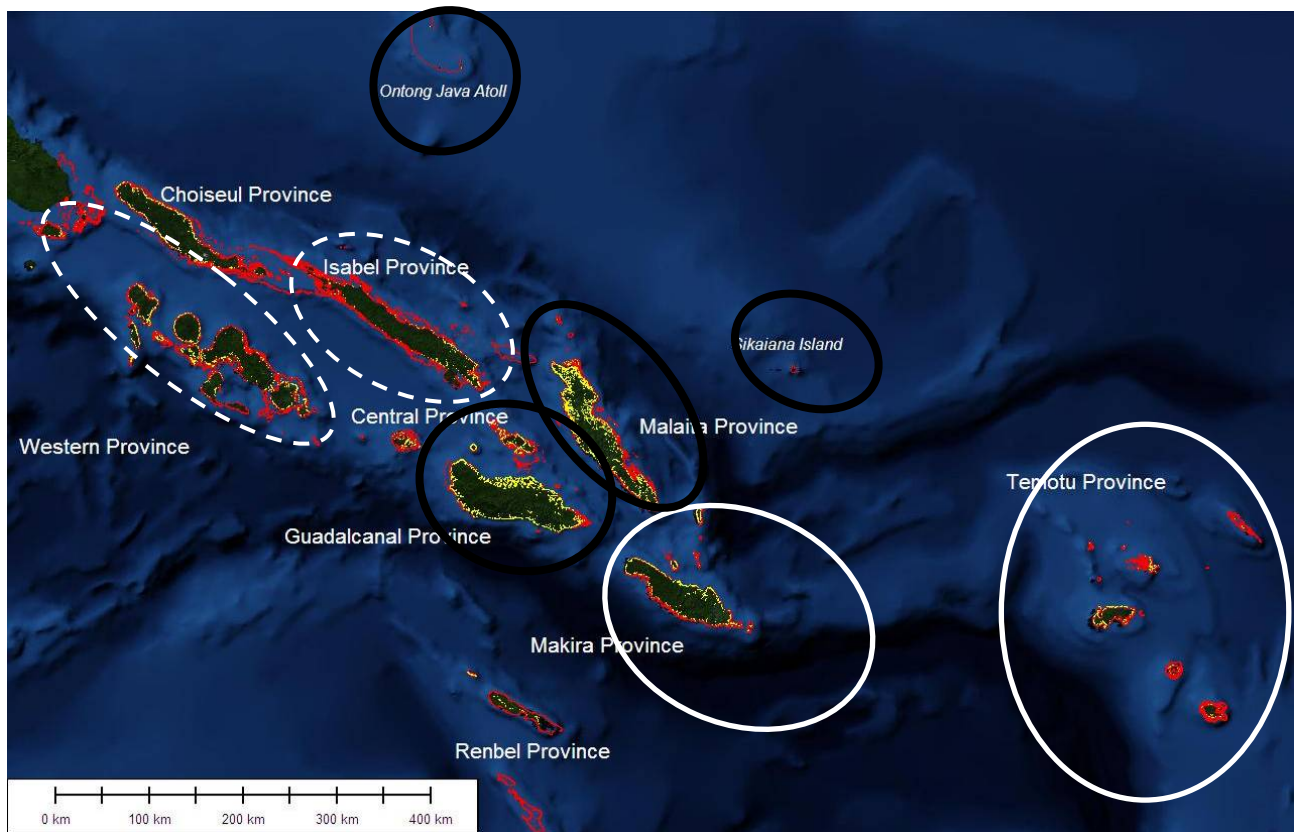 Ontong Java Atoll
Choiseul Province
Isabel Province
Sikaiana Island
Central Province
Malaita Province
Western Province
Temotu Province
Guadalcanal Province
Makira Province
Renbel Province
0 km 100 km 200 km 300 km 400 km